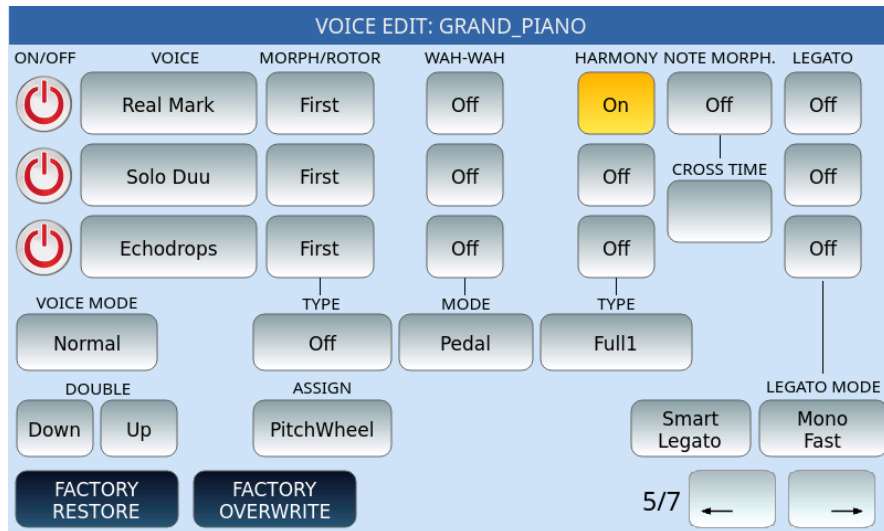 VOICE EDIT: GRAND_PIANO
ON/OFF VOICE MORPH/ROTOR WAH-WAH HARMONY NOTE MORPH. LEGATO
Real Mark First Off On Off Off
CROSS TIME
Solo Duu First Off Off Off
Echodrops First Off Off Off
VOICE MODE TYPE MODE TYPE
Normal Off Pedal Full1
DOUBLE ASSIGN LEGATO MODE
Down Up PitchWheel Smart Legato Mono Fast
FACTORY RESTORE FACTORY OVERWRITE 5/7